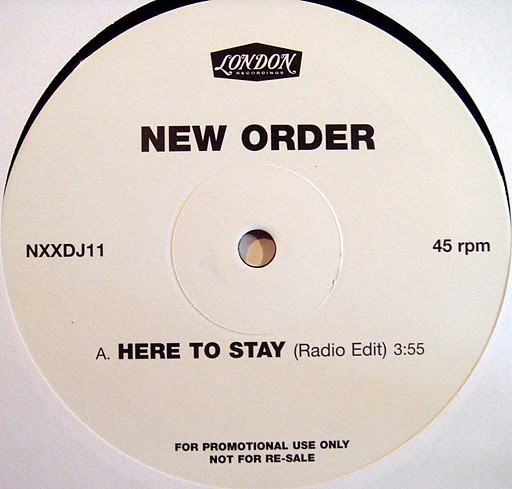 LONDON
RECORDINGS
NEW ORDER
NXXDJ11
45 rpm
A. HERE TO STAY (Radio Edit) 3:55
FOR PROMOTIONAL USE ONLY
NOT FOR RE-SALE